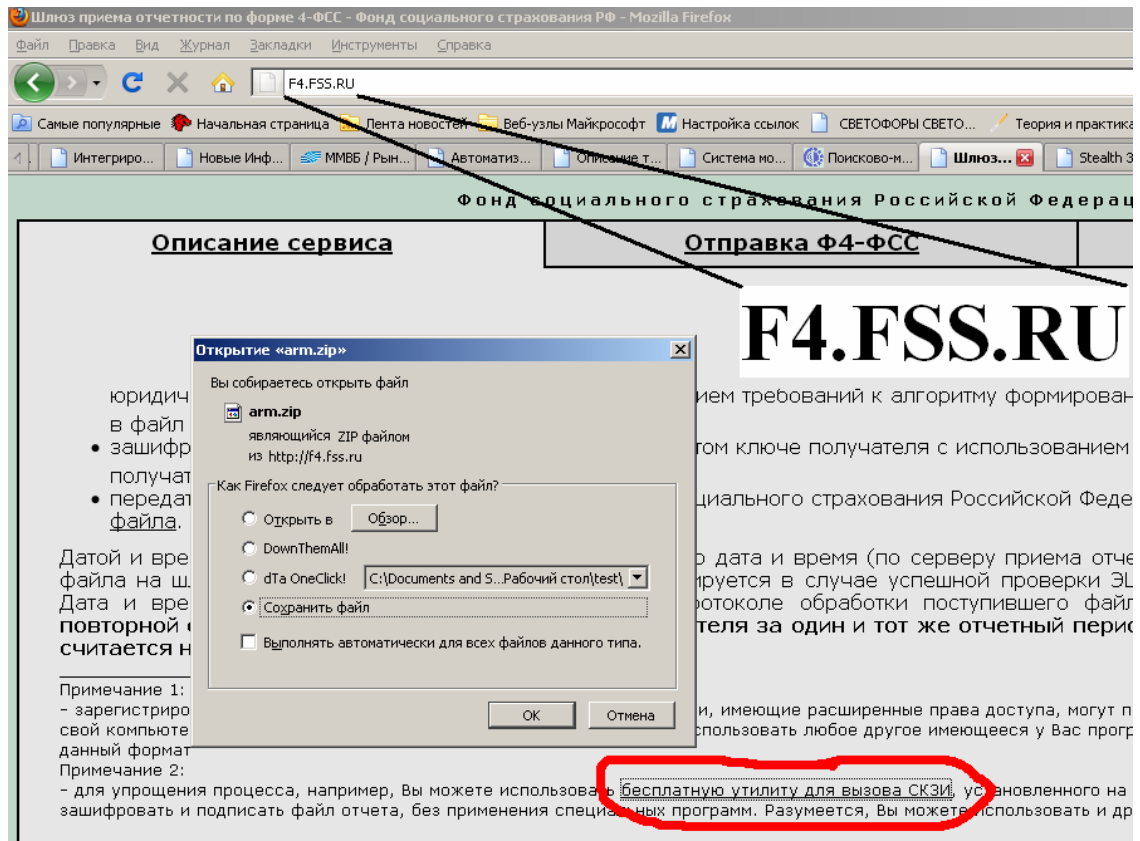 Шлюз приема отчетности по форме 4-ФСС - Фонд социального страхования РФ - Mozilla Firefox
Файл Правка Вид Журнал Закладки Инструменты Справка
F4.FSS.RU
Самые популярные Начальная страница Лента новостей Веб-узлы Майкрософт Настройка ссылок СВЕТОФОРЫ СВЕТО... Теория и практика
Интегриро... Новые Инф... ММВБ / Рын... Автоматиз... Описание т... Система мо... Поисково-м... Шлюз... Stealth 3
Фонд социального страхования Российской Федерац
Описание сервиса Отправка Ф4-ФСС
F4.FSS.RU
Открытие «arm.zip»
Вы собираетесь открыть файл
arm.zip
являющийся ZIP файлом
из http://f4.fss.ru
Как Firefox следует обработать этот файл?
Открыть в Обзор...
DownThemAll!
dTa OneClick! C:\Documents and S...Рабочий стол\test\
Сохранить файл
Выполнять автоматически для всех файлов данного типа.
OK Отмена
юридич ием требований к алгоритму формирован
в файл
зашифр том ключе получателя с использованием
получат
передат циального страхования Российской Феде
файла.
Датой и вре о дата и время (по серверу приема отче
файла на ш ируется в случае успешной проверки ЭЦ
Дата и вре отоколе обработки поступившего файл
повторной теля за один и тот же отчетный перио
считается н
Примечание 1:
- зарегистриро и, имеющие расширенные права доступа, могут п
свой компьюте спользовать любое другое имеющееся у Вас прогр
данный формат
Примечание 2:
- для упрощения процесса, например, Вы можете использовать бесплатную утилиту для вызова СКЗИ, установленного на
зашифровать и подписать файл отчета, без применения специальных программ. Разумеется, Вы можете использовать и др